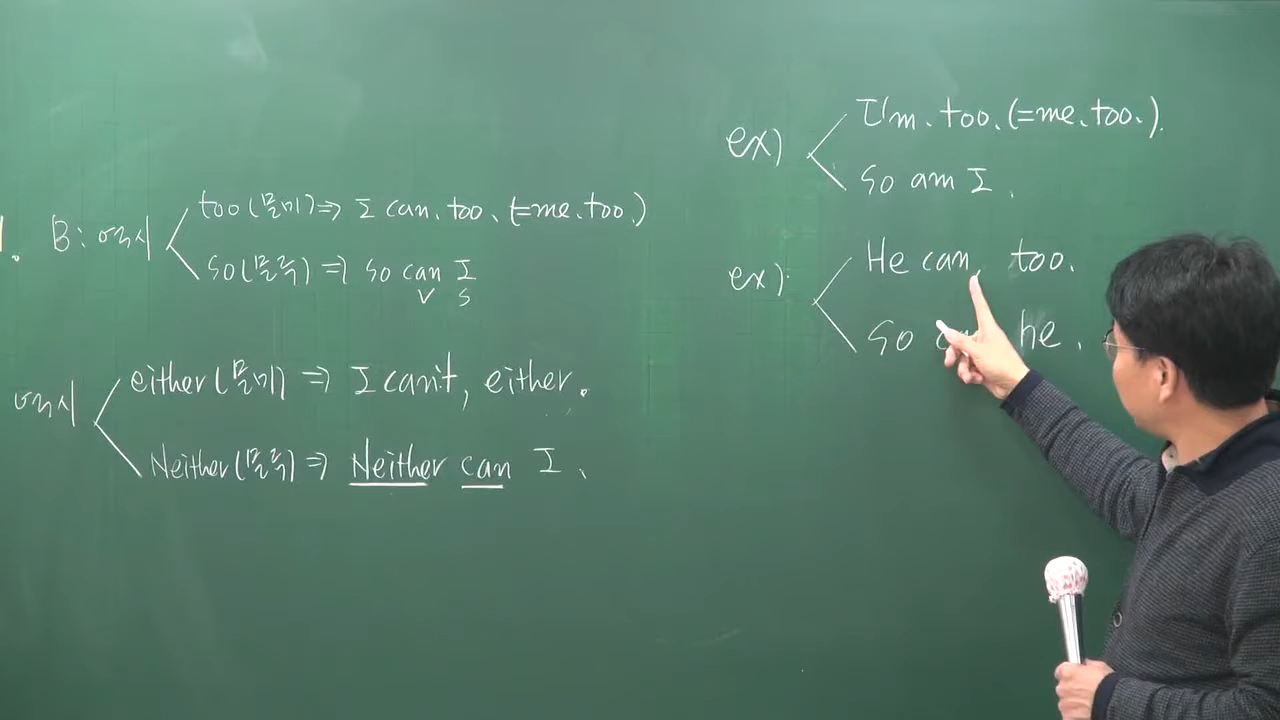 B: 역시
too (문미) ⇒ I can. too. (=me. too.)
so (문두) ⇒ so can I
V S
역시
either (문미) ⇒ I can't, either.
Neither (문두) ⇒ Neither can I.
ex)
I'm. too. (=me. too.).
so am I.
ex)
He can, too.
so he.